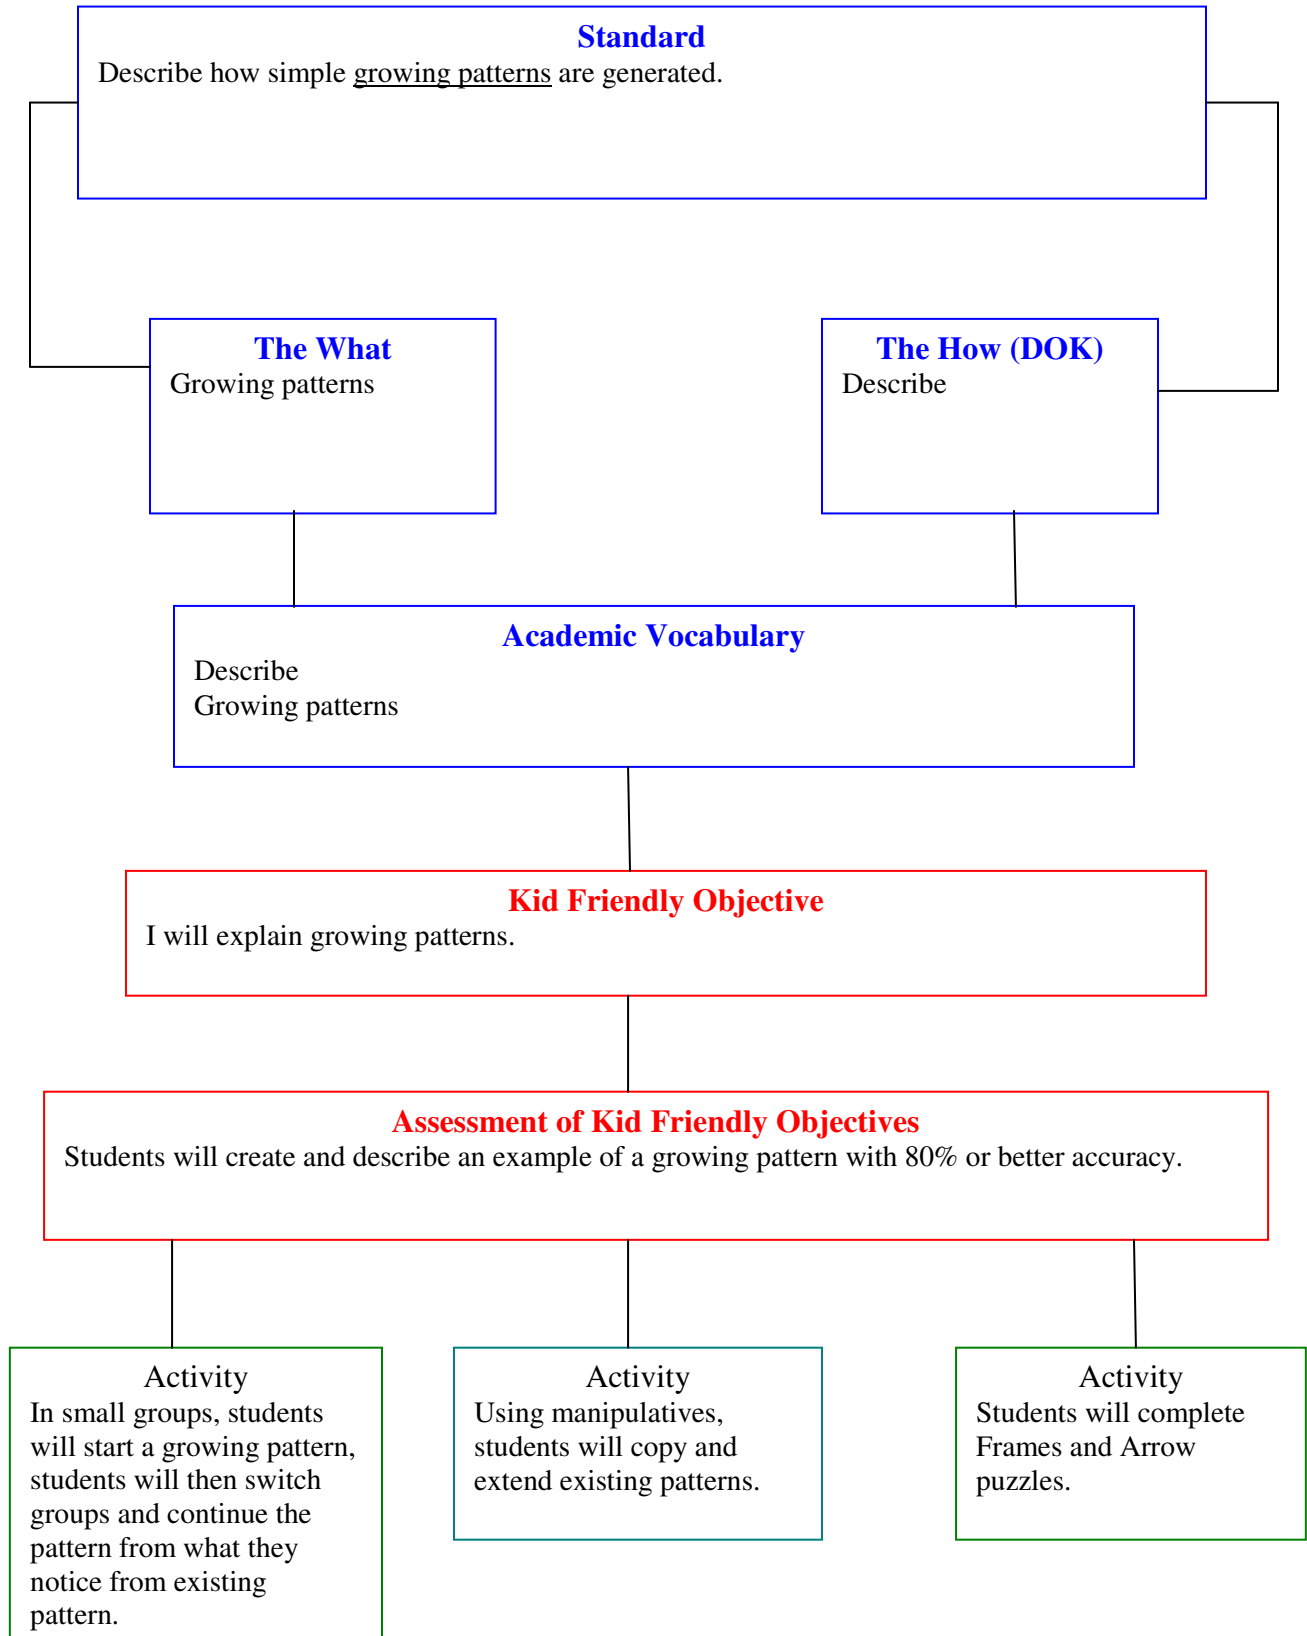 Standard
Describe how simple growing patterns are generated.
The What
Growing patterns
The How (DOK)
Describe
Academic Vocabulary
Describe
Growing patterns
Kid Friendly Objective
I will explain growing patterns.
Assessment of Kid Friendly Objectives
Students will create and describe an example of a growing pattern with 80% or better accuracy.
Activity
In small groups, students
will start a growing pattern,
students will then switch
groups and continue the
pattern from what they
notice from existing
pattern.
Activity
Using manipulatives,
students will copy and
extend existing patterns.
Activity
Students will complete
Frames and Arrow
puzzles.